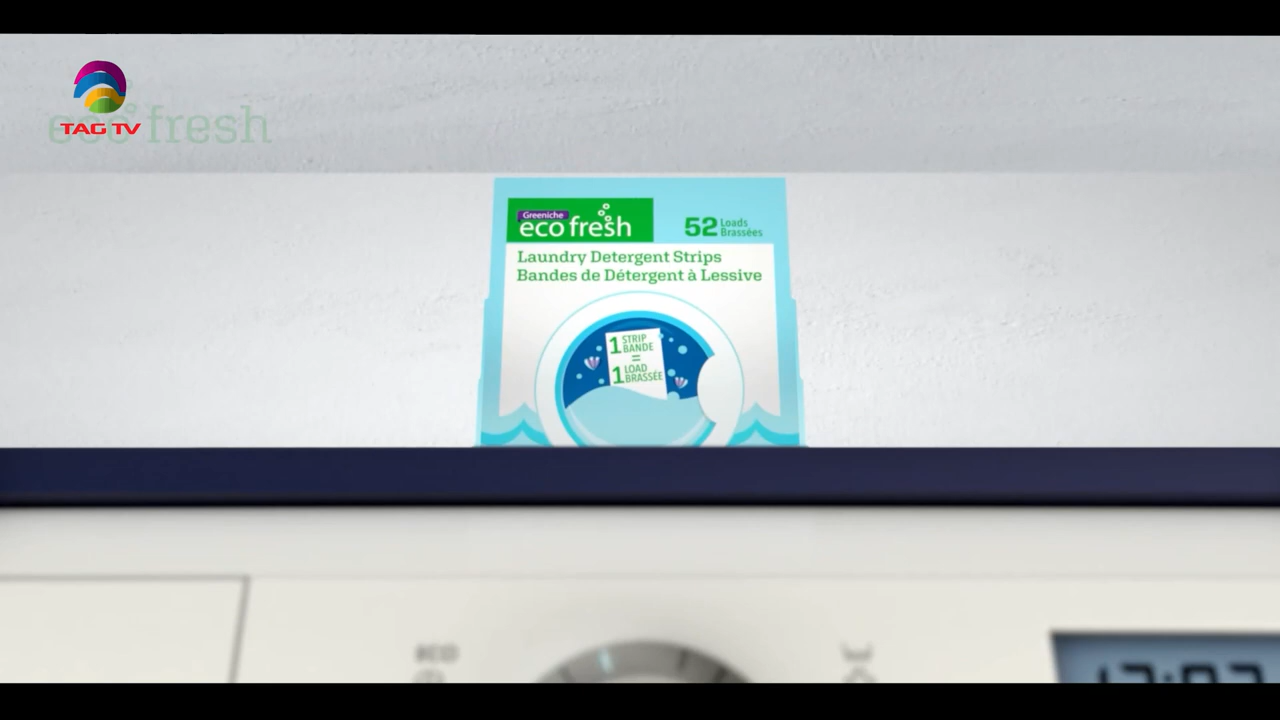 TAG TV
eco fresh
Greeniche
eco fresh
52 Loads
Brassées
Laundry Detergent Strips
Bandes de Détergent à Lessive
1 STRIP
BANDE
=
1 LOAD
BRASSÉE
ECO